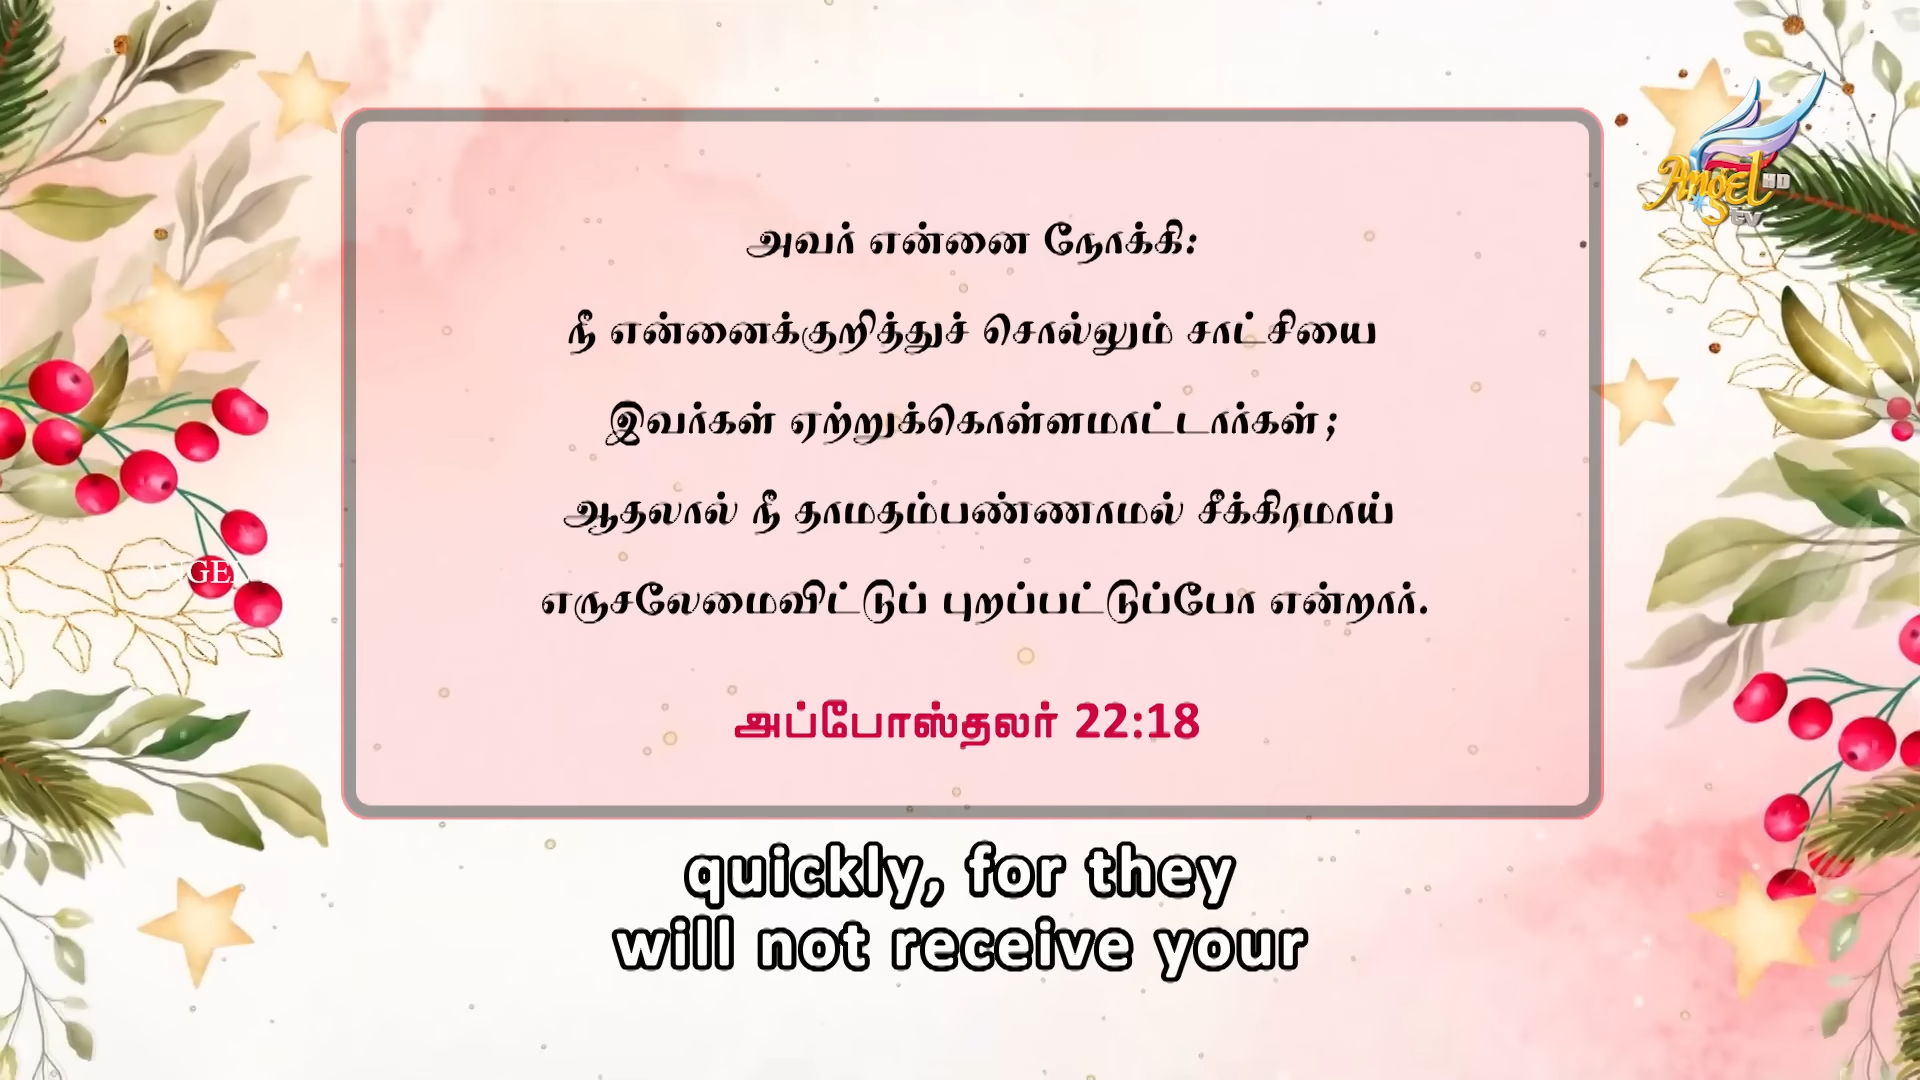 Angel HD
tv
அவர் என்னை நோக்கி:
நீ என்னைக்குறித்துச் சொல்லும் சாட்சியை
இவர்கள் ஏற்றுக்கொள்ளமாட்டார்கள்;
ஆதலால் நீ தாமதம்பண்ணாமல் சீக்கிரமாய்
எருசலேமைவிட்டுப் புறப்பட்டுப்போ என்றார்.
அப்போஸ்தலர் 22:18
quickly, for they
will not receive your